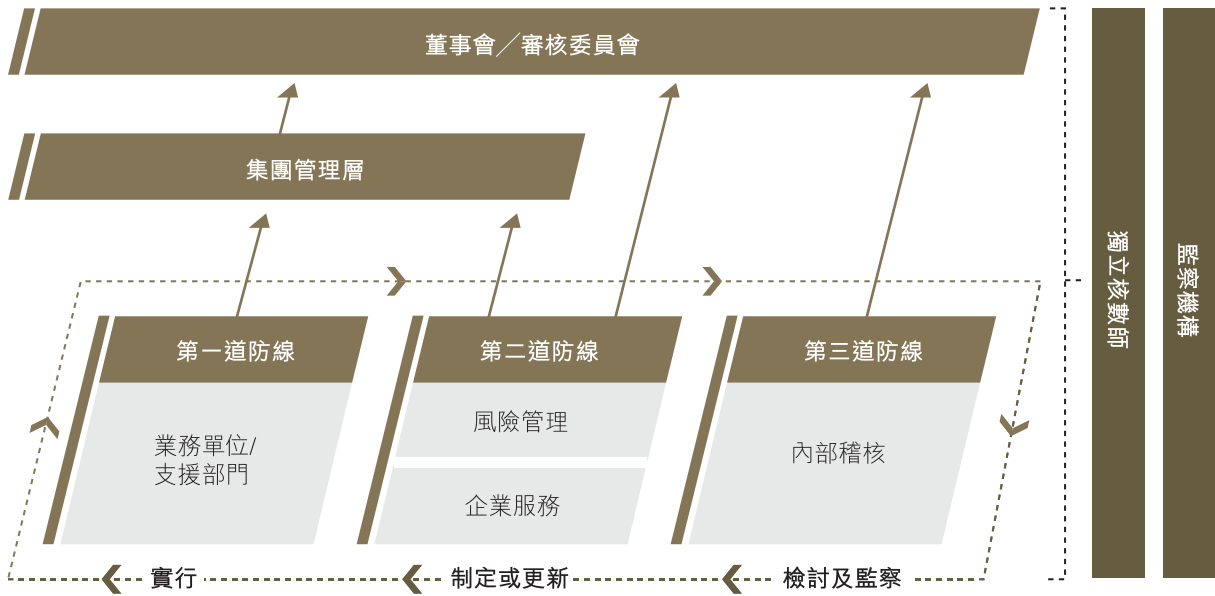 董事會／審核委員會
集團管理層
第一道防線
業務單位/
支援部門
第二道防線
風險管理
企業服務
第三道防線
內部稽核
實行
制定或更新
檢討及監察
獨立核數師
監察機構